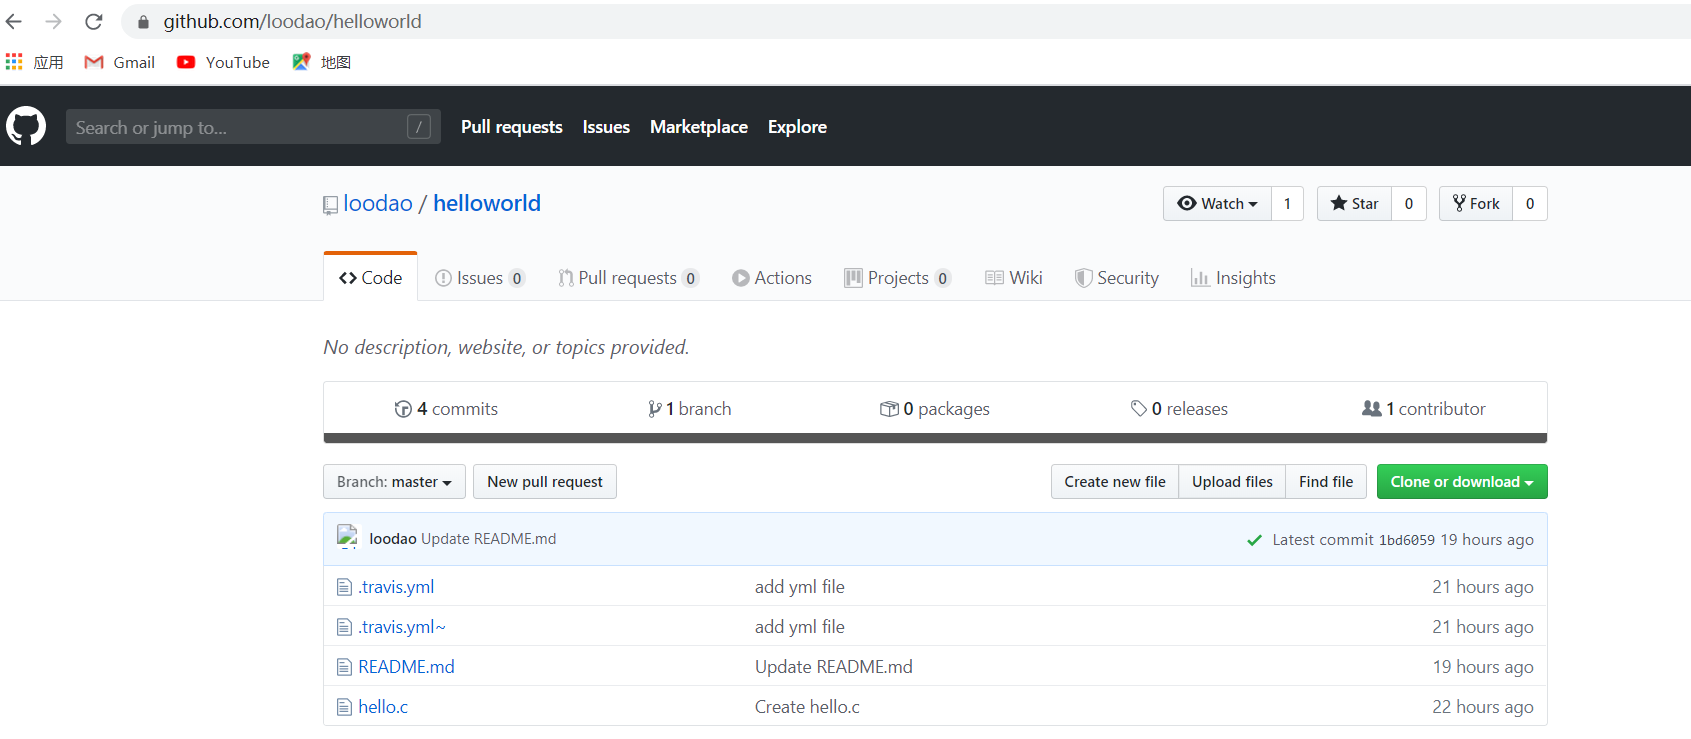 github.com/loodao/helloworld
应用 Gmail YouTube 地图
Search or jump to... / Pull requests Issues Marketplace Explore
loodao / helloworld Watch 1 Star 0 Fork 0
Code Issues 0 Pull requests 0 Actions Projects 0 Wiki Security Insights
No description, website, or topics provided.
4 commits 1 branch 0 packages 0 releases 1 contributor
Branch: master New pull request Create new file Upload files Find file Clone or download
loodao Update README.md Latest commit 1bd6059 19 hours ago
.travis.yml add yml file 21 hours ago
.travis.yml~ add yml file 21 hours ago
README.md Update README.md 19 hours ago
hello.c Create hello.c 22 hours ago